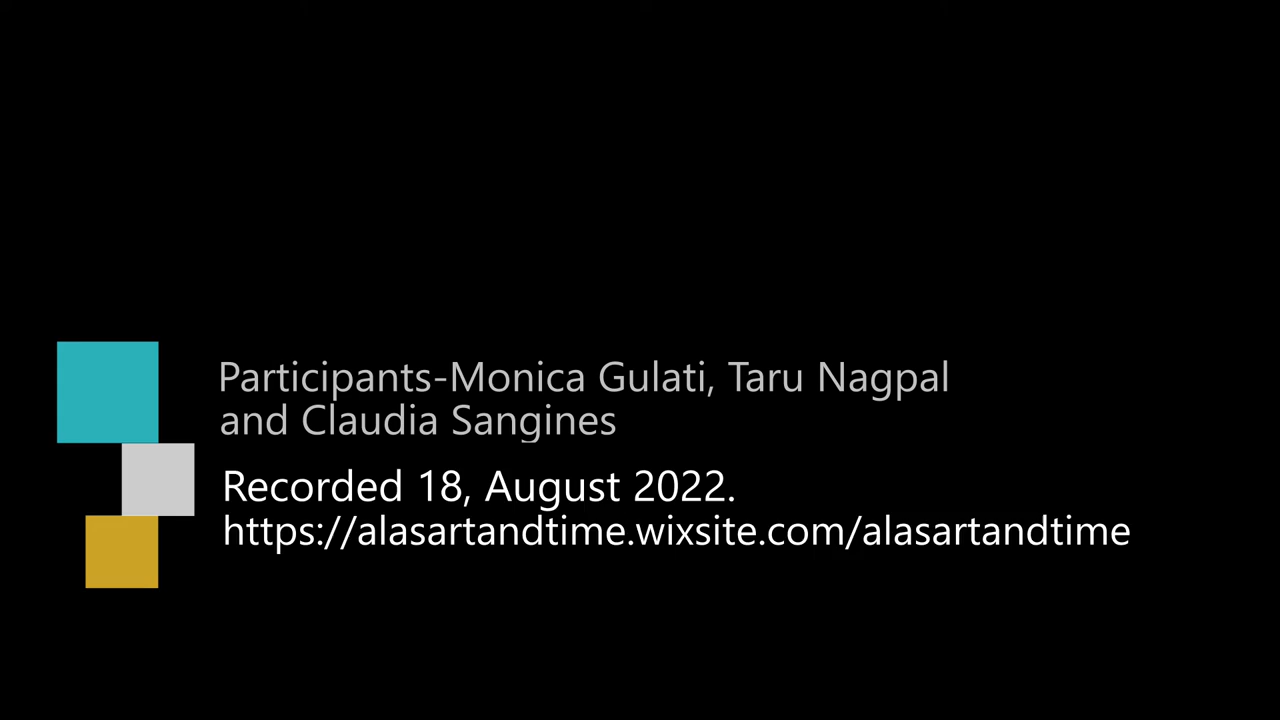 Participants-Monica Gulati, Taru Nagpal
and Claudia Sangines
Recorded 18, August 2022.
https://alasartandtime.wixsite.com/alasartandtime